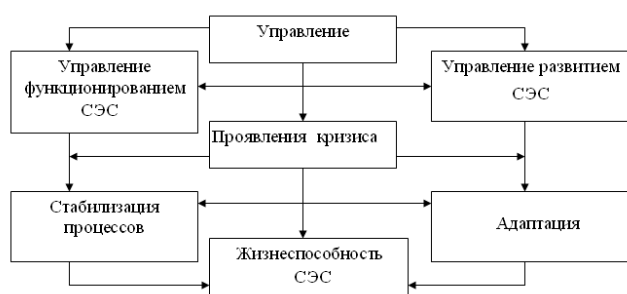 Управление
Управление
функционированием
СЭС
Управление развитием
СЭС
Проявления кризиса
Стабилизация
процессов
Адаптация
Жизнеспособность
СЭС